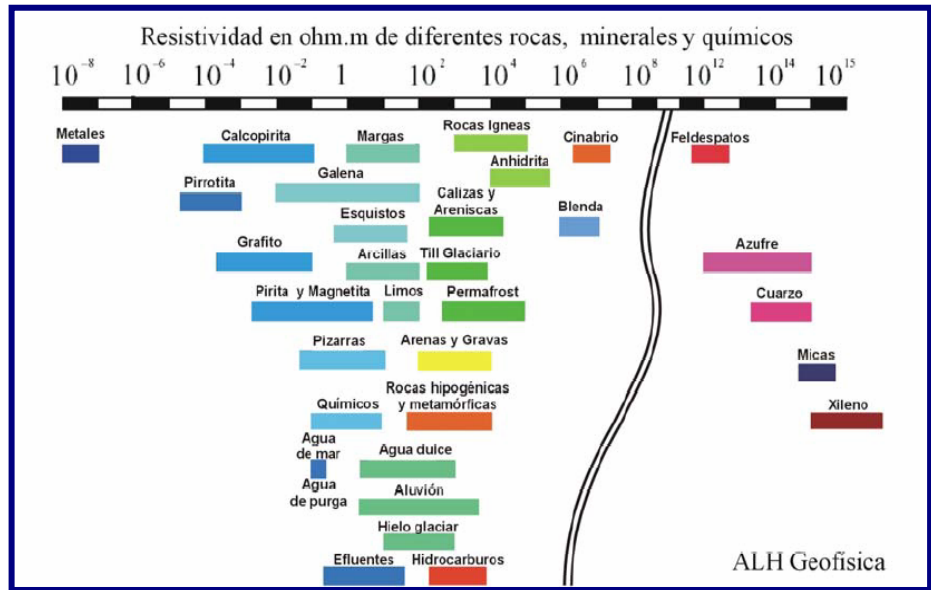 Resistividad en ohm.m de diferentes rocas, minerales y químicos
10⁻⁸ 10⁻⁶ 10⁻⁴ 10⁻² 1 10² 10⁴ 10⁶ 10⁸ 10¹² 10¹⁴ 10¹⁵
Metales Calcopirita Margas Rocas Igneas Cinabrio Feldespatos
Anhidrita
Pirrotita Galena Calizas y
Areniscas
Esquistos Blenda
Grafito Arcillas Till Glaciario Azufre
Pirita y Magnetita Limos Permafrost Cuarzo
Pizarras Arenas y Gravas Micas
Rocas hipogénicas
y metamórficas
Químicos Xileno
Agua
de mar
Agua dulce
Agua
de purga
Aluvión
Hielo glaciar
Efluentes Hidrocarburos
ALH Geofísica